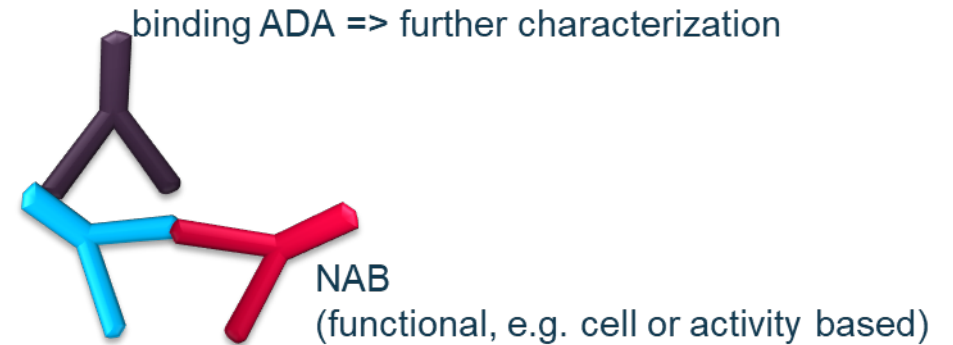 binding ADA => further characterization
NAB
(functional, e.g. cell or activity based)